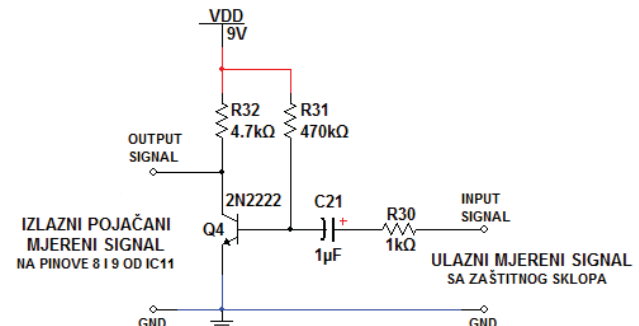 VDD
9V
R32
4.7kΩ
R31
470kΩ
OUTPUT
SIGNAL
2N2222
Q4
C21
+
1µF
R30
1kΩ
INPUT
SIGNAL
IZLAZNI POJAČANI
MJERENI SIGNAL
NA PINOVE 8 I 9 OD IC11
ULAZNI MJERENI SIGNAL
SA ZAŠTITNOG SKLOPA
GND
GND